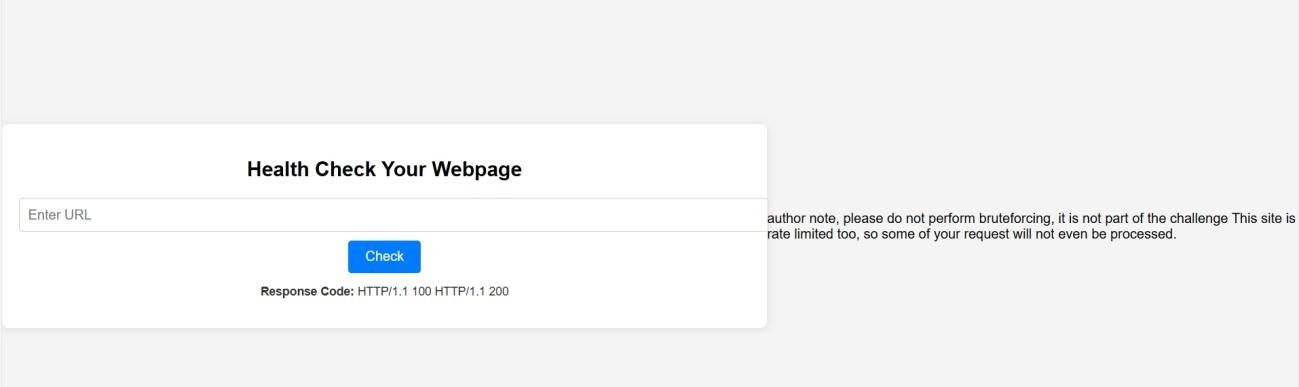 Health Check Your Webpage
Enter URL
author note, please do not perform bruteforcing, it is not part of the challenge This site is
rate limited too, so some of your request will not even be processed.
Check
Response Code: HTTP/1.1 100 HTTP/1.1 200